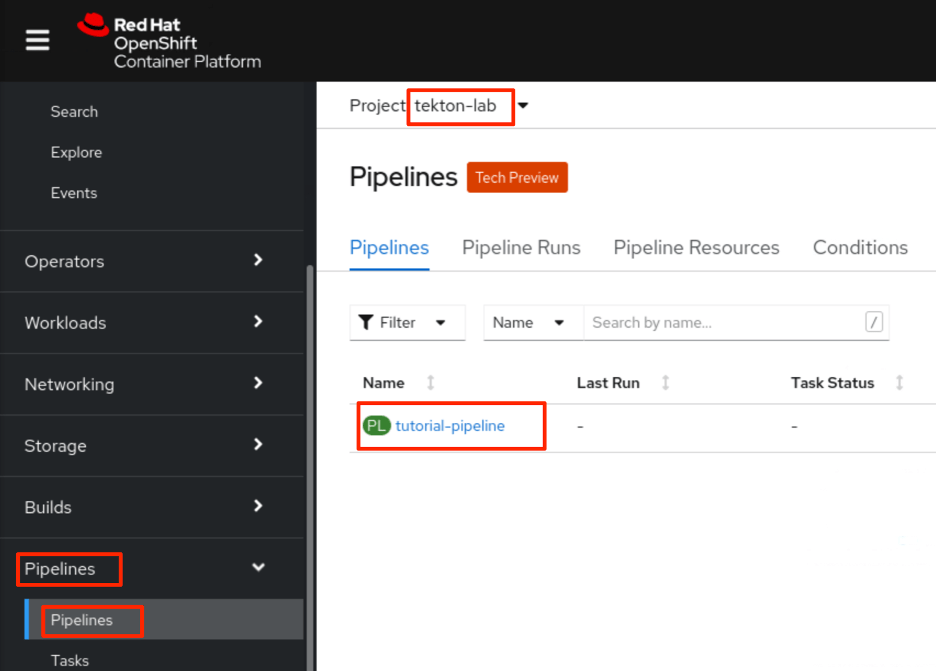 Red Hat
OpenShift
Container Platform
Search
Explore
Events
Operators
Workloads
Networking
Storage
Builds
Pipelines
Pipelines
Tasks
Project tekton-lab
Pipelines Tech Preview
Pipelines Pipeline Runs Pipeline Resources Conditions
Filter Name Search by name... /
Name Last Run Task Status
PL tutorial-pipeline - -